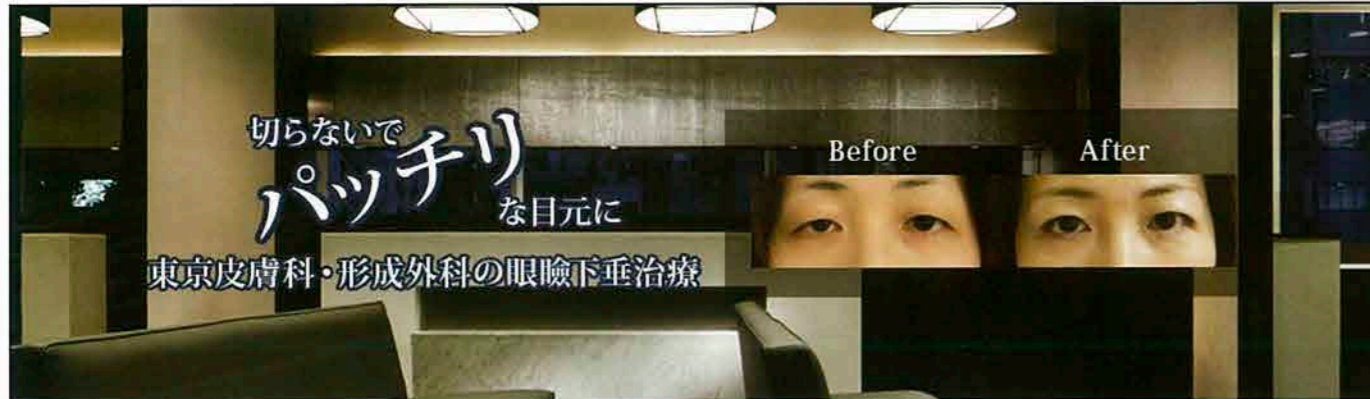 切らないで
パッチリ
な目元に
東京皮膚科・形成外科の眼瞼下垂治療
Before
After